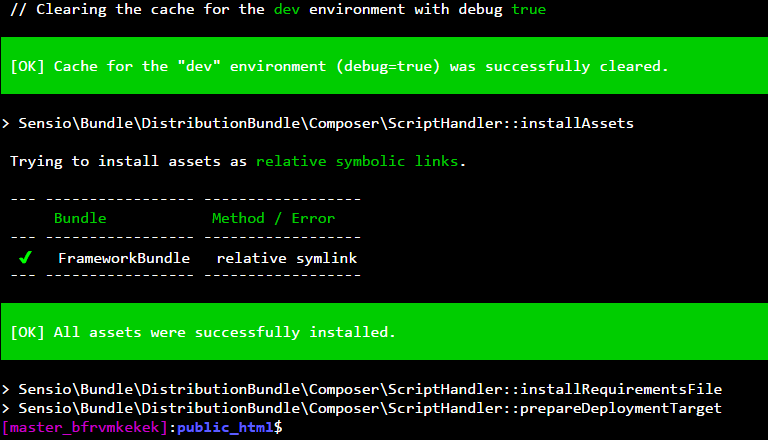 // Clearing the cache for the dev environment with debug true
[OK] Cache for the "dev" environment (debug=true) was successfully cleared.
> Sensio\Bundle\DistributionBundle\Composer\ScriptHandler::installAssets
Trying to install assets as relative symbolic links.
--- ----------------- ------------------
Bundle Method / Error
--- ----------------- ------------------
✔ FrameworkBundle relative symlink
--- ----------------- ------------------
[OK] All assets were successfully installed.
> Sensio\Bundle\DistributionBundle\Composer\ScriptHandler::installRequirementsFile
> Sensio\Bundle\DistributionBundle\Composer\ScriptHandler::prepareDeploymentTarget
[master_bfrvmkekek]:public_html$